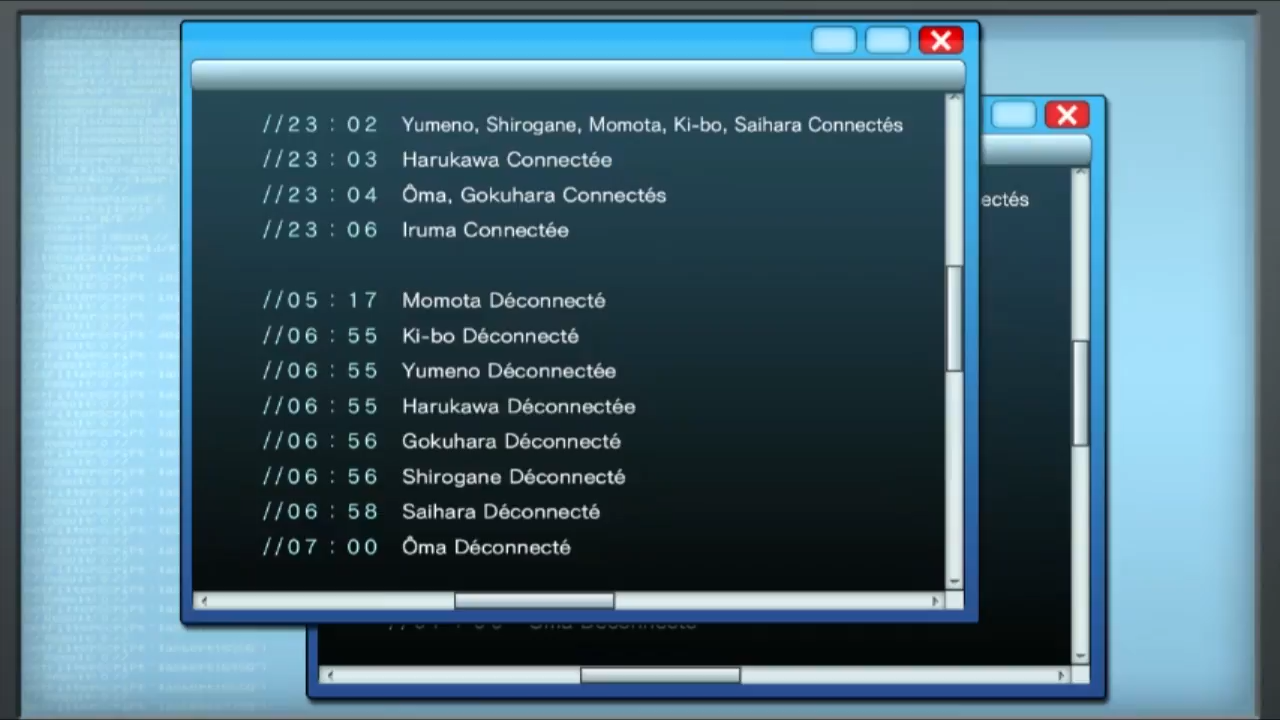 //23 : 02 Yumeno, Shirogane, Momota, Ki-bo, Saihara Connectés
//23 : 03 Harukawa Connectée
//23 : 04 Ôma, Gokuhara Connectés
//23 : 06 Iruma Connectée
//05 : 17 Momota Déconnecté
//06 : 55 Ki-bo Déconnecté
//06 : 55 Yumeno Déconnectée
//06 : 55 Harukawa Déconnectée
//06 : 56 Gokuhara Déconnecté
//06 : 56 Shirogane Déconnecté
//06 : 58 Saihara Déconnecté
//07 : 00 Ôma Déconnecté
ectés